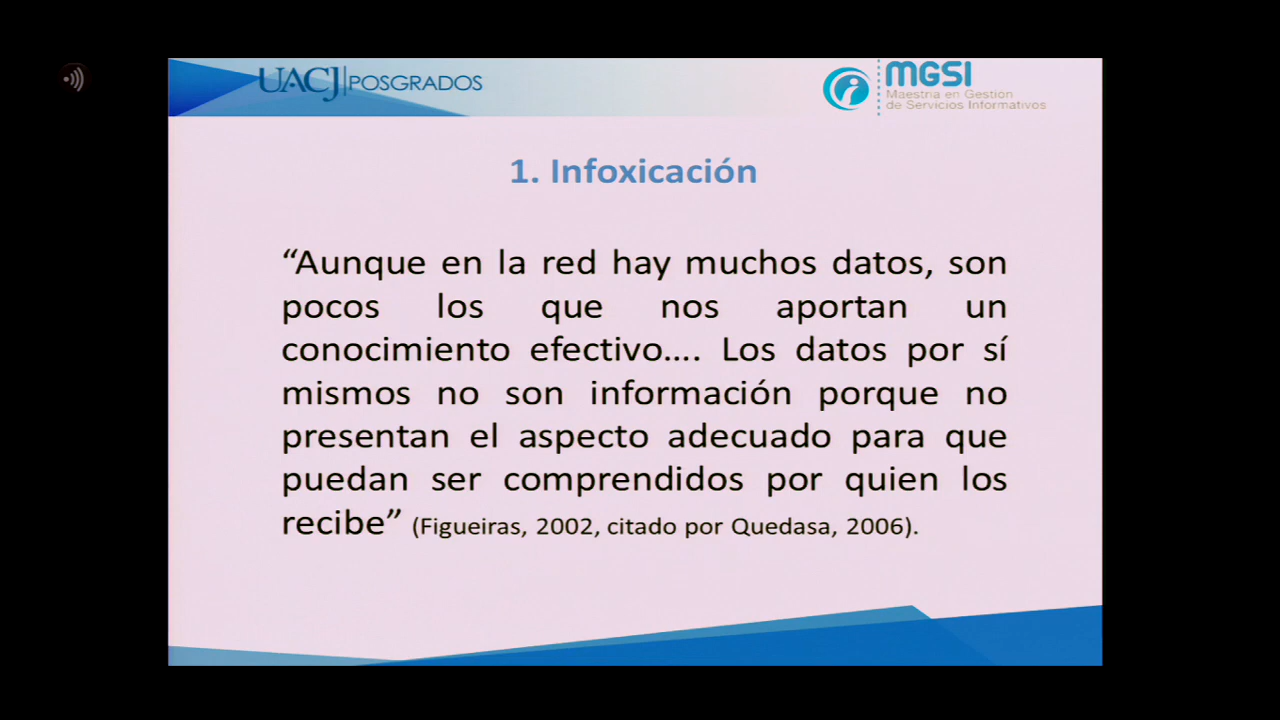 UACJ POSGRADOS
MGSI
Maestría en Gestión
de Servicios Informativos
1. Infoxicación
“Aunque en la red hay muchos datos, son
pocos los que nos aportan un
conocimiento efectivo…. Los datos por sí
mismos no son información porque no
presentan el aspecto adecuado para que
puedan ser comprendidos por quien los
recibe” (Figueiras, 2002, citado por Quedasa, 2006).